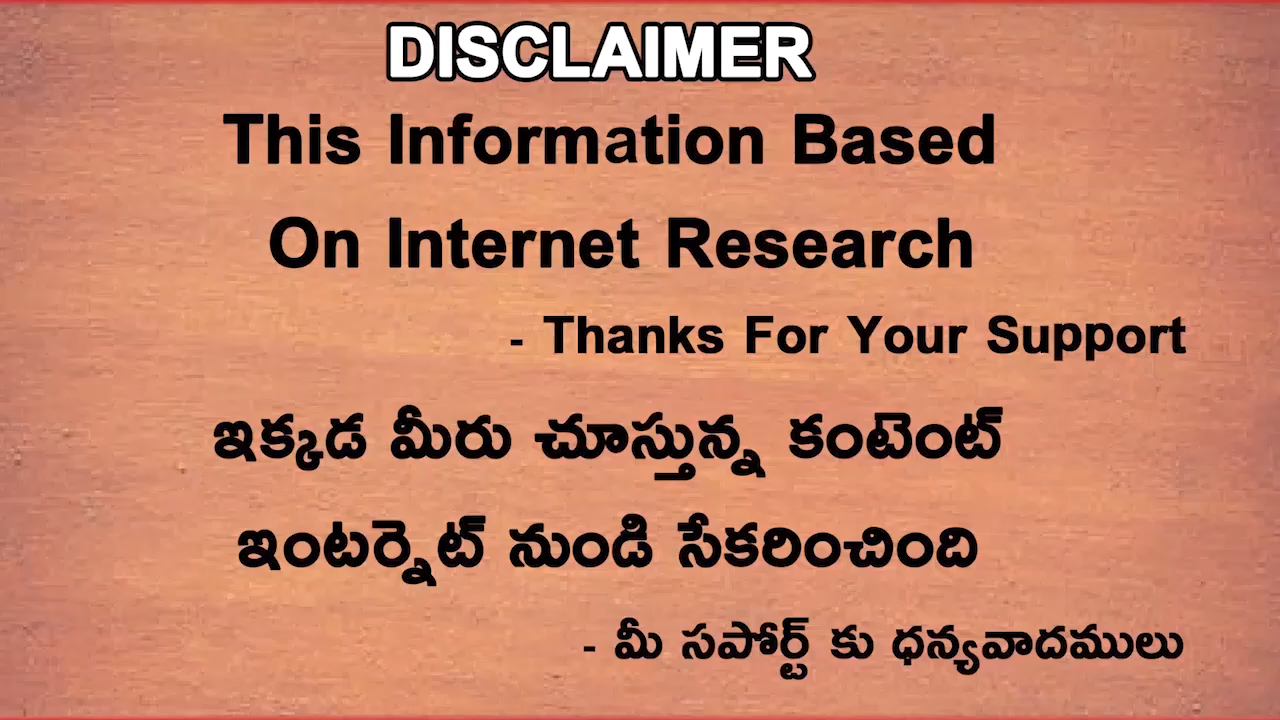 DISCLAIMER
This Information Based
On Internet Research
- Thanks For Your Support
ఇక్కడ మీరు చూస్తున్న కంటెంట్
ఇంటర్నెట్ నుండి సేకరించింది
- మీ సపోర్ట్ కు ధన్యవాదములు